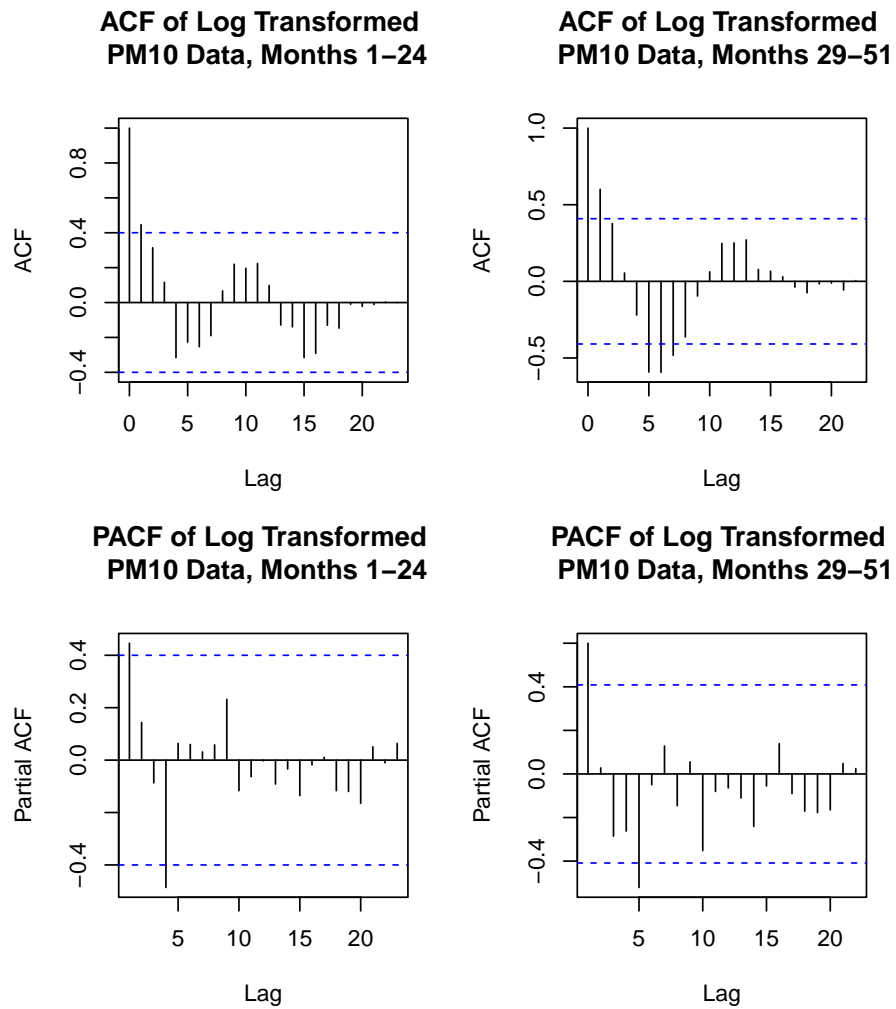 ACF of Log Transformed
PM10 Data, Months 1−24
ACF
−0.4 0.0 0.4 0.8
0 5 10 15 20
Lag
ACF of Log Transformed
PM10 Data, Months 29−51
ACF
−0.5 0.0 0.5 1.0
0 5 10 15 20
Lag
PACF of Log Transformed
PM10 Data, Months 1−24
Partial ACF
−0.4 0.0 0.2 0.4
5 10 15 20
Lag
PACF of Log Transformed
PM10 Data, Months 29−51
Partial ACF
−0.4 0.0 0.4
5 10 15 20
Lag